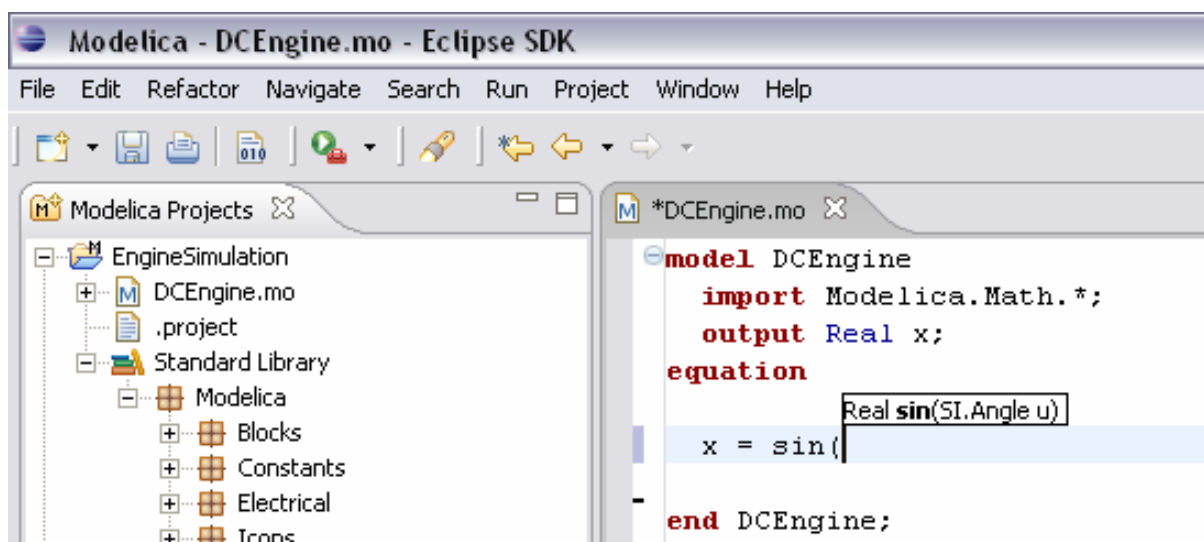 Modelica - DCEngine.mo - Eclipse SDK
File Edit Refactor Navigate Search Run Project Window Help
010
Modelica Projects
*DCEngine.mo
EngineSimulation
DCEngine.mo
.project
Standard Library
Modelica
Blocks
Constants
Electrical
Icons
model DCEngine
import Modelica.Math.*;
output Real x;
equation
Real sin(SI.Angle u)
x = sin(
end DCEngine;